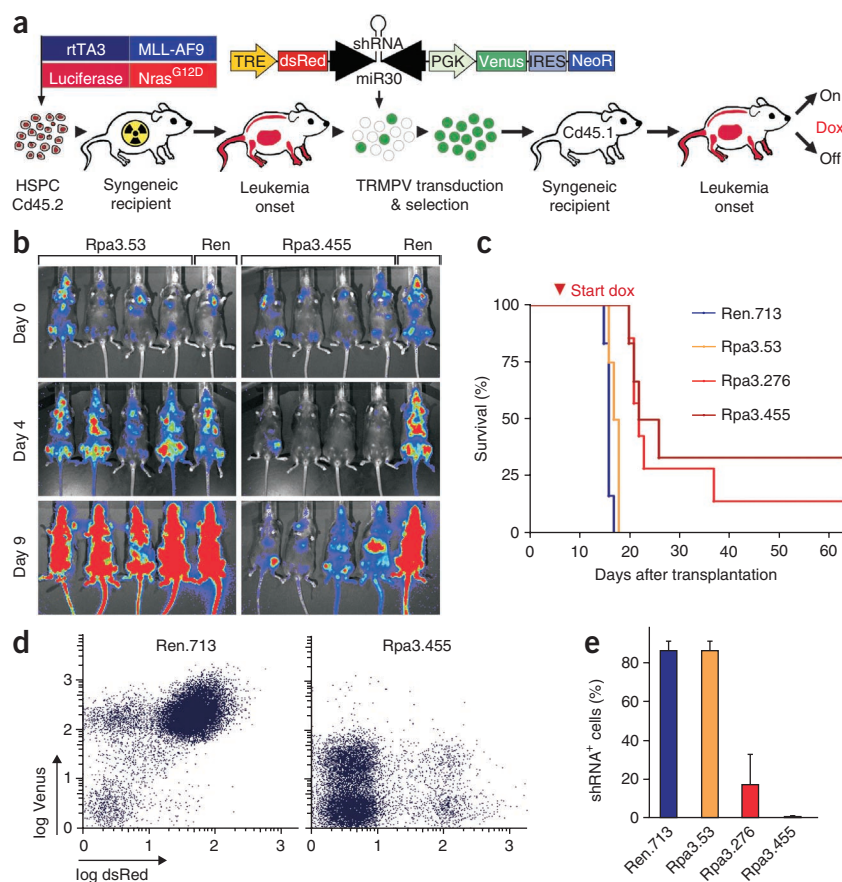 a
rtTA3 MLL-AF9
Luciferase Nras^G12D
TRE dsRed shRNA miR30 PGK Venus IRES NeoR
Cd45.1
On
Dox
Off
HSPC
Cd45.2
Syngeneic
recipient
Leukemia
onset
TRMPV transduction
& selection
Syngeneic
recipient
Leukemia
onset
b
Rpa3.53 Ren Rpa3.455 Ren
Day 0
Day 4
Day 9
c
Start dox
Ren.713
Rpa3.53
Rpa3.276
Rpa3.455
Survival (%)
100
75
50
25
0
0 10 20 30 40 50 60
Days after transplantation
d
Ren.713 Rpa3.455
log Venus
3
2
1
0
0 1 2 3
0 1 2 3
log dsRed
e
shRNA+ cells (%)
80
60
40
20
0
Ren.713
Rpa3.53
Rpa3.276
Rpa3.455